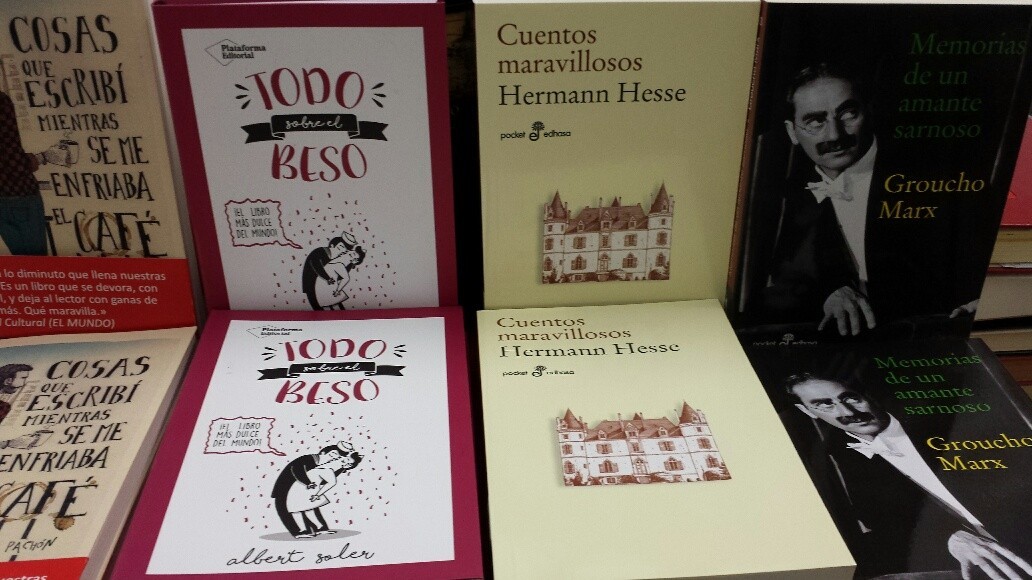 COSAS
QUE
ESCRIBÍ
MIENTRAS
SE ME
ENFRIABA
EL
CAFÉ
lo diminuto que llena nuestras
Es un libro que se devora, con
, y deja al lector con ganas de
más. Qué maravilla.»
Cultural (EL MUNDO)
Plataforma
Editorial
TODO
sobre el
BESO
¡EL LIBRO
MÁS DULCE
DEL MUNDO!
Cuentos
maravillosos
Hermann Hesse
pocket edhasa
Memorias
de un
amante
sarnoso
Groucho
Marx
COSAS
QUE
ESCRIBÍ
MIENTRAS
SE ME
ENFRIABA
CAFÉ
PACHÓN
Plataforma
Editorial
TODO
sobre el
BESO
¡EL LIBRO
MÁS DULCE
DEL MUNDO!
albert soler
Cuentos
maravillosos
Hermann Hesse
pocket edhasa
edhasa
Memorias
de un
amante
sarnoso
Groucho
Marx